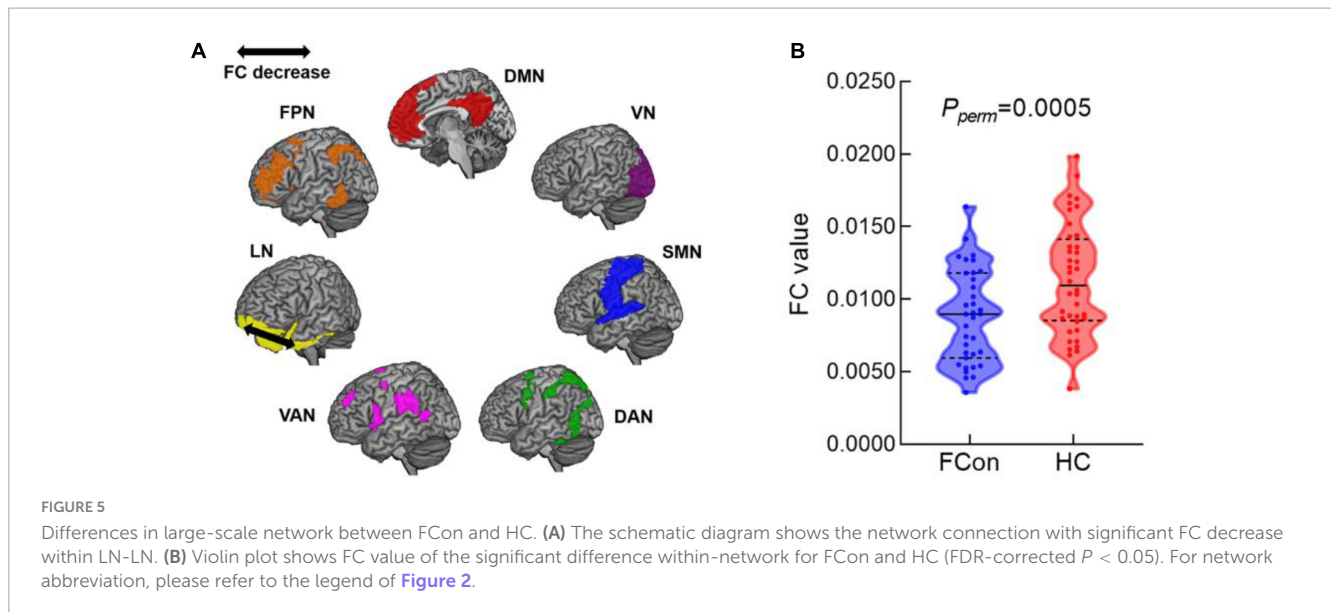 A
FC decrease
DMN
FPN
VN
LN
SMN
VAN
DAN
B
P_perm=0.0005
FC value
0.0250
0.0200
0.0150
0.0100
0.0050
0.0000
FCon
HC
FIGURE 5
Differences in large-scale network between FCon and HC. (A) The schematic diagram shows the network connection with significant FC decrease
within LN-LN. (B) Violin plot shows FC value of the significant difference within-network for FCon and HC (FDR-corrected P < 0.05). For network
abbreviation, please refer to the legend of Figure 2.